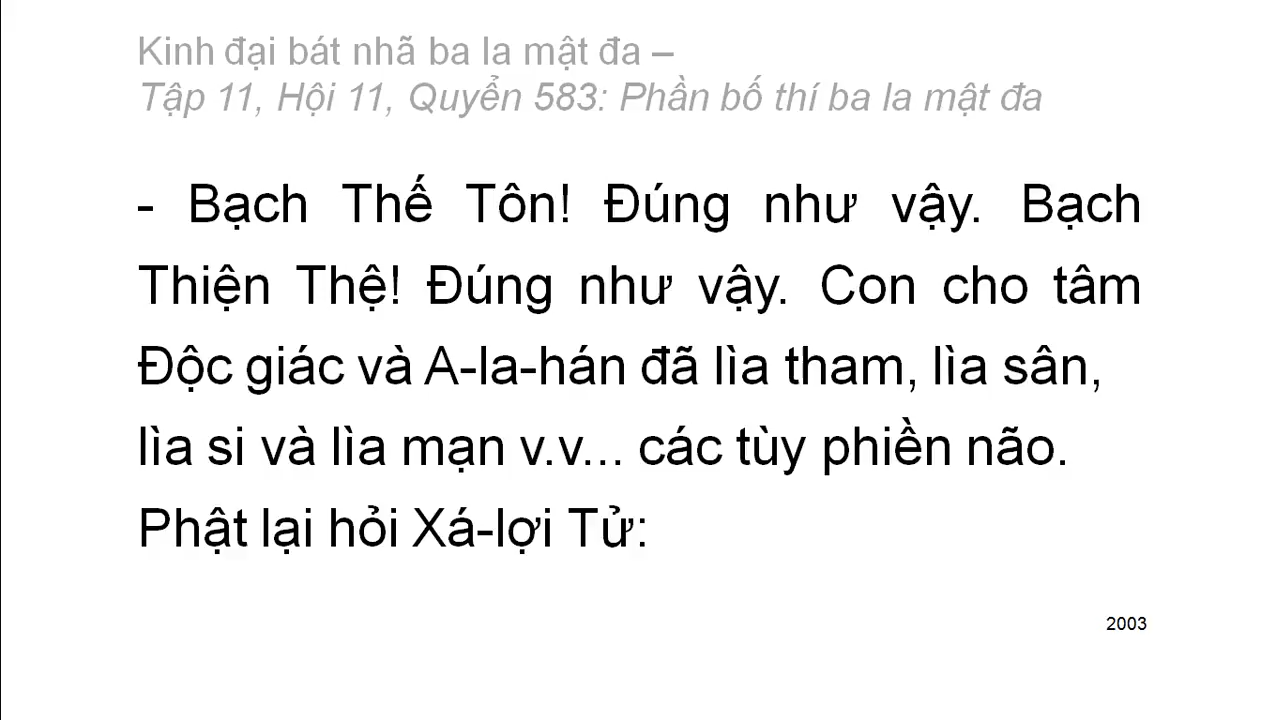 Kinh đại bát nhã ba la mật đa –
Tập 11, Hội 11, Quyển 583: Phần bố thí ba la mật đa
- Bạch Thế Tôn! Đúng như vậy. Bạch
Thiện Thệ! Đúng như vậy. Con cho tâm
Độc giác và A-la-hán đã lìa tham, lìa sân,
lìa si và lìa mạn v.v... các tùy phiền não.
Phật lại hỏi Xá-lợi Tử:
2003